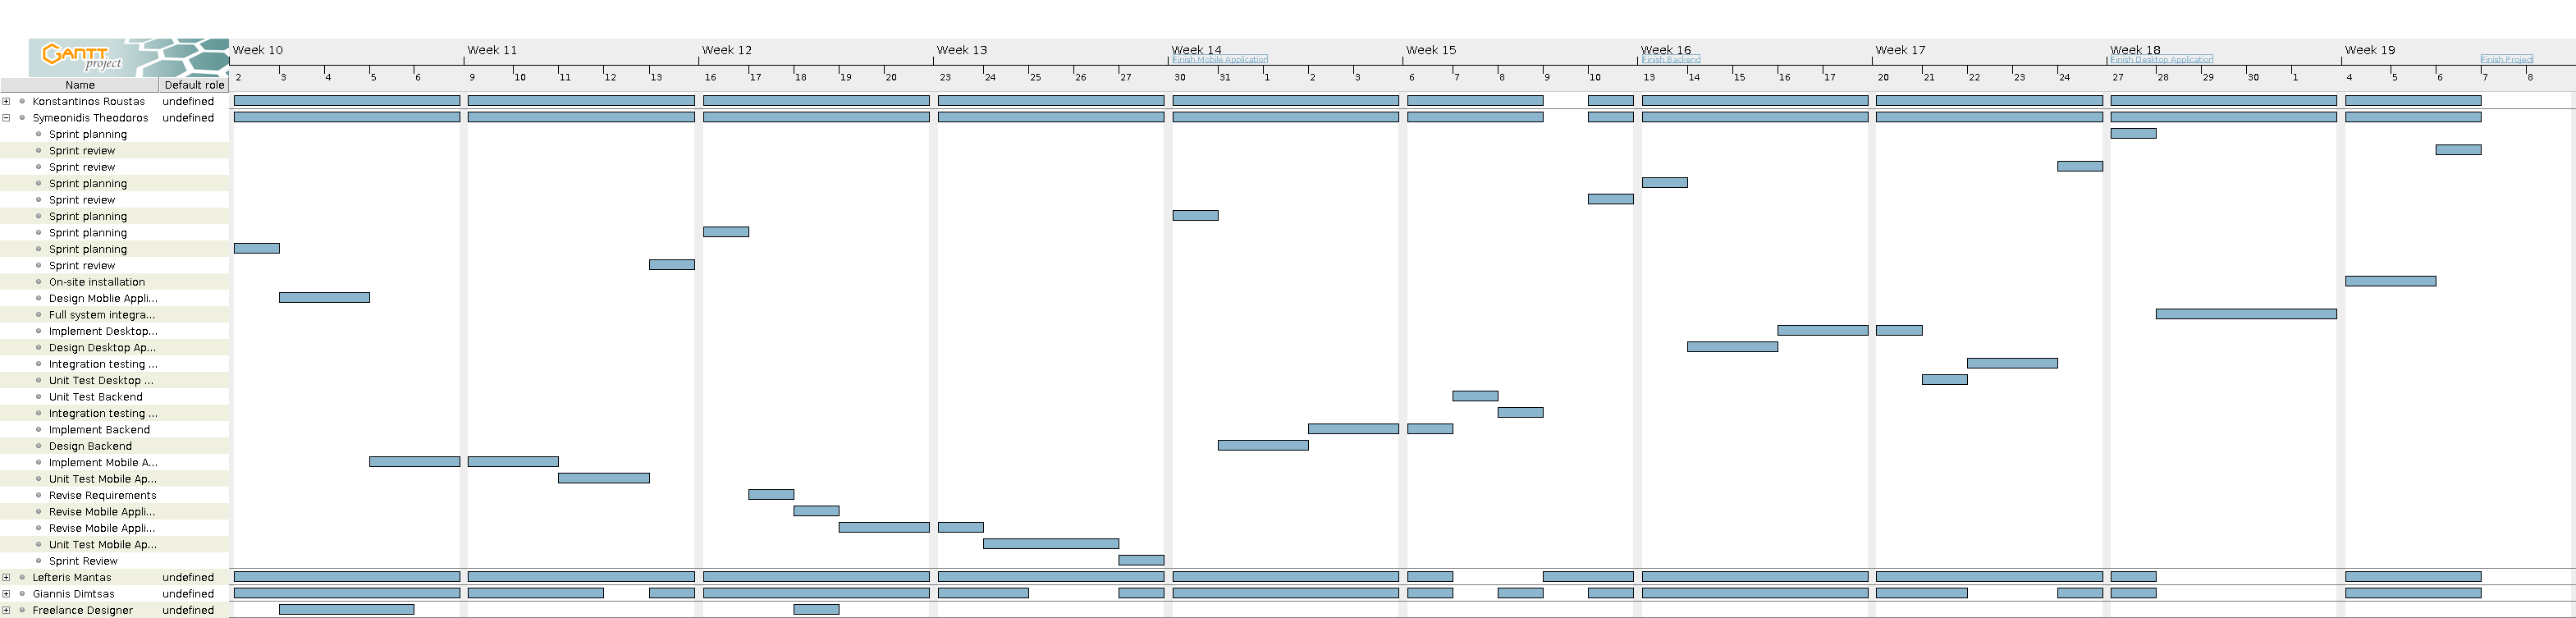 Week 10 Week 11 Week 12 Week 13 Week 14 Week 15 Week 16 Week 17 Week 18 Week 19
GANTT project
Finish Mobile Application Finish Backend Finish Desktop Application Finish Project
2 3 4 5 6 9 10 11 12 13 16 17 18 19 20 23 24 25 26 27 30 31 1 2 3 6 7 8 9 10 13 14 15 16 17 20 21 22 23 24 27 28 29 30 1 4 5 6 7 8
Name Default role
Konstantinos Roustas undefined
Symeonidis Theodoros undefined
Sprint planning
Sprint review
Sprint review
Sprint planning
Sprint review
Sprint planning
Sprint planning
Sprint planning
Sprint review
On-site installation
Design Moblie Appli...
Full system integra...
Implement Desktop...
Design Desktop Ap...
Integration testing ...
Unit Test Desktop ...
Unit Test Backend
Integration testing ...
Implement Backend
Design Backend
Implement Mobile A...
Unit Test Mobile Ap...
Revise Requirements
Revise Mobile Appli...
Revise Mobile Appli...
Unit Test Mobile Ap...
Sprint Review
Lefteris Mantas undefined
Giannis Dimtsas undefined
Freelance Designer undefined